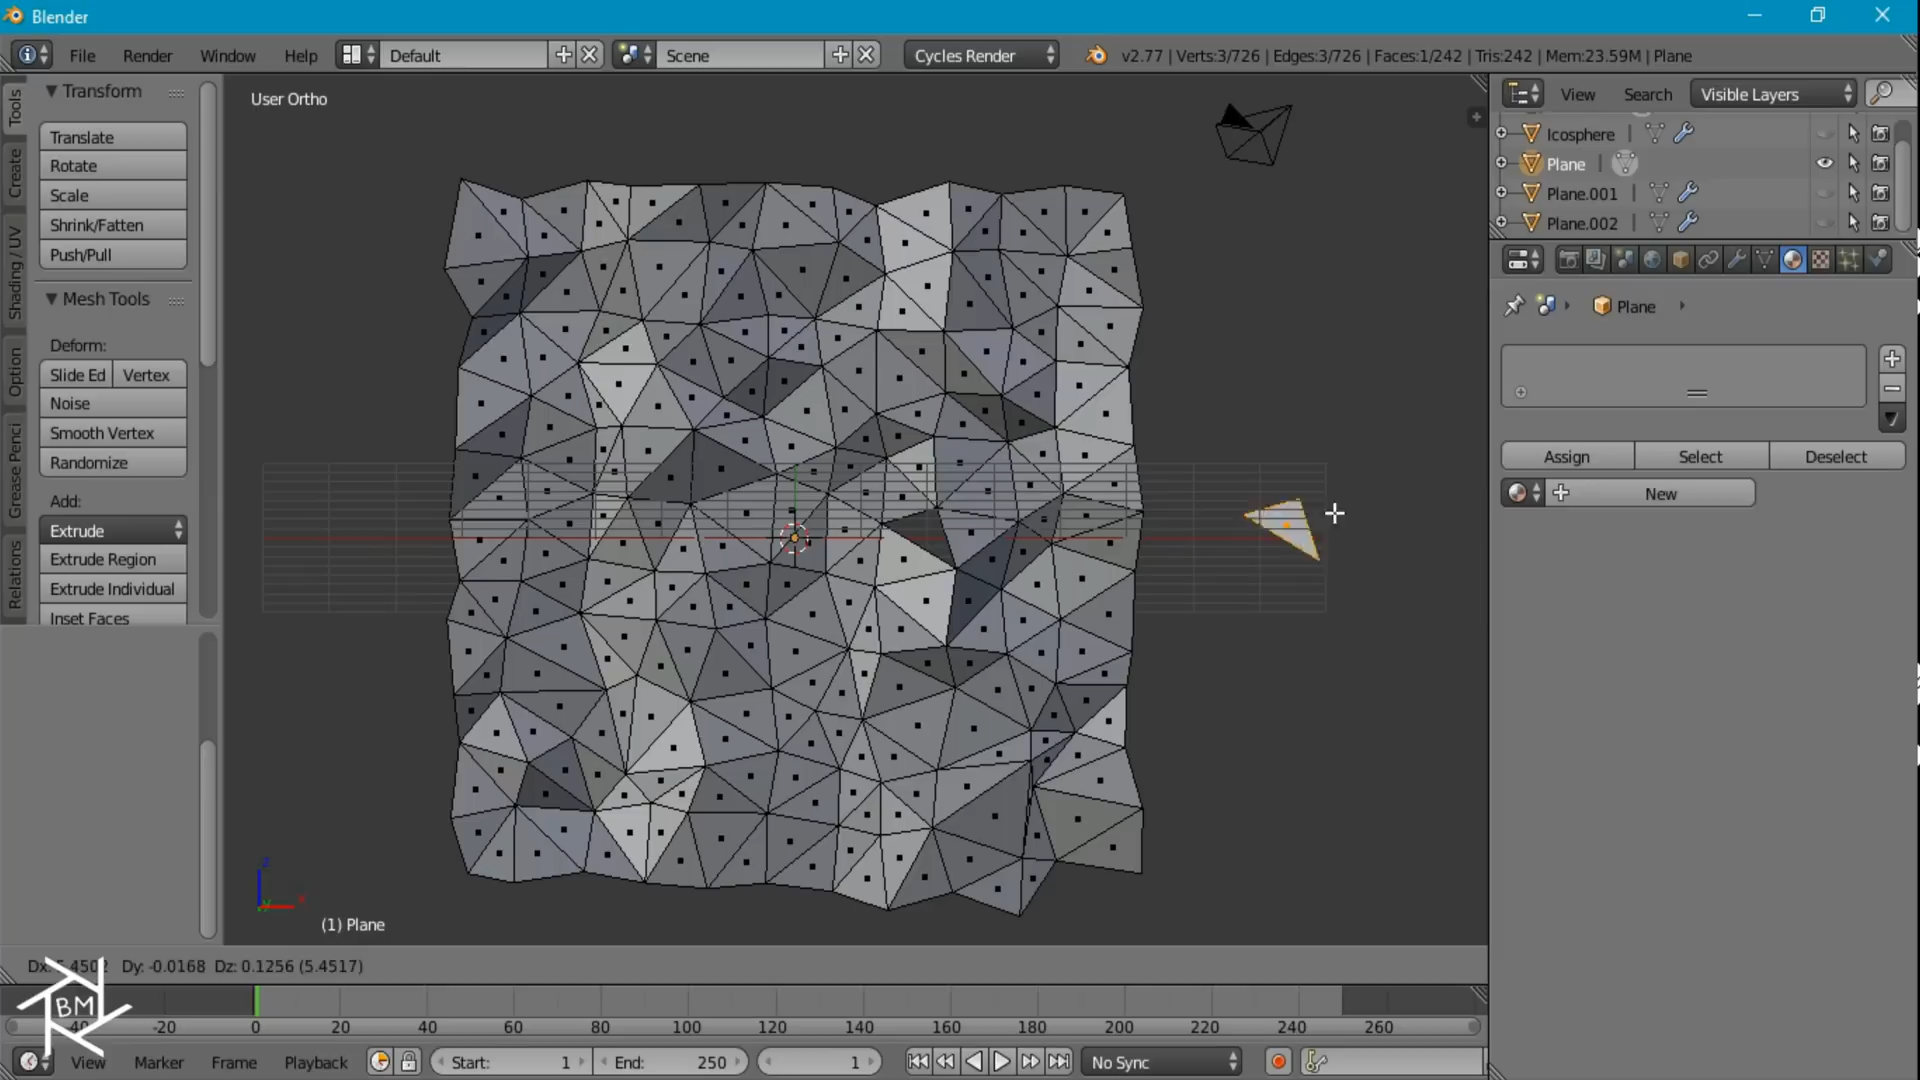 Blender
File Render Window Help Default Scene Cycles Render v2.77 | Verts:3/726 | Edges:3/726 | Faces:1/242 | Tris:242 | Mem:23.59M | Plane
Tools
Create
Shading / UV
Option
Grease Penci
Relations
Transform
Translate
Rotate
Scale
Shrink/Fatten
Push/Pull
Mesh Tools
Deform:
Slide Ed Vertex
Noise
Smooth Vertex
Randomize
Add:
Extrude
Extrude Region
Extrude Individual
Inset Faces
User Ortho
z
x
y
(1) Plane
View Search Visible Layers
Icosphere
Plane
Plane.001
Plane.002
Plane
Assign Select Deselect
New
Dy: -0.0168 Dz: 0.1256 (5.4517)
BM
-20 0 20 40 60 80 100 120 140 160 180 200 220 240 260
View Marker Frame Playback Start: 1 End: 250 1 No Sync